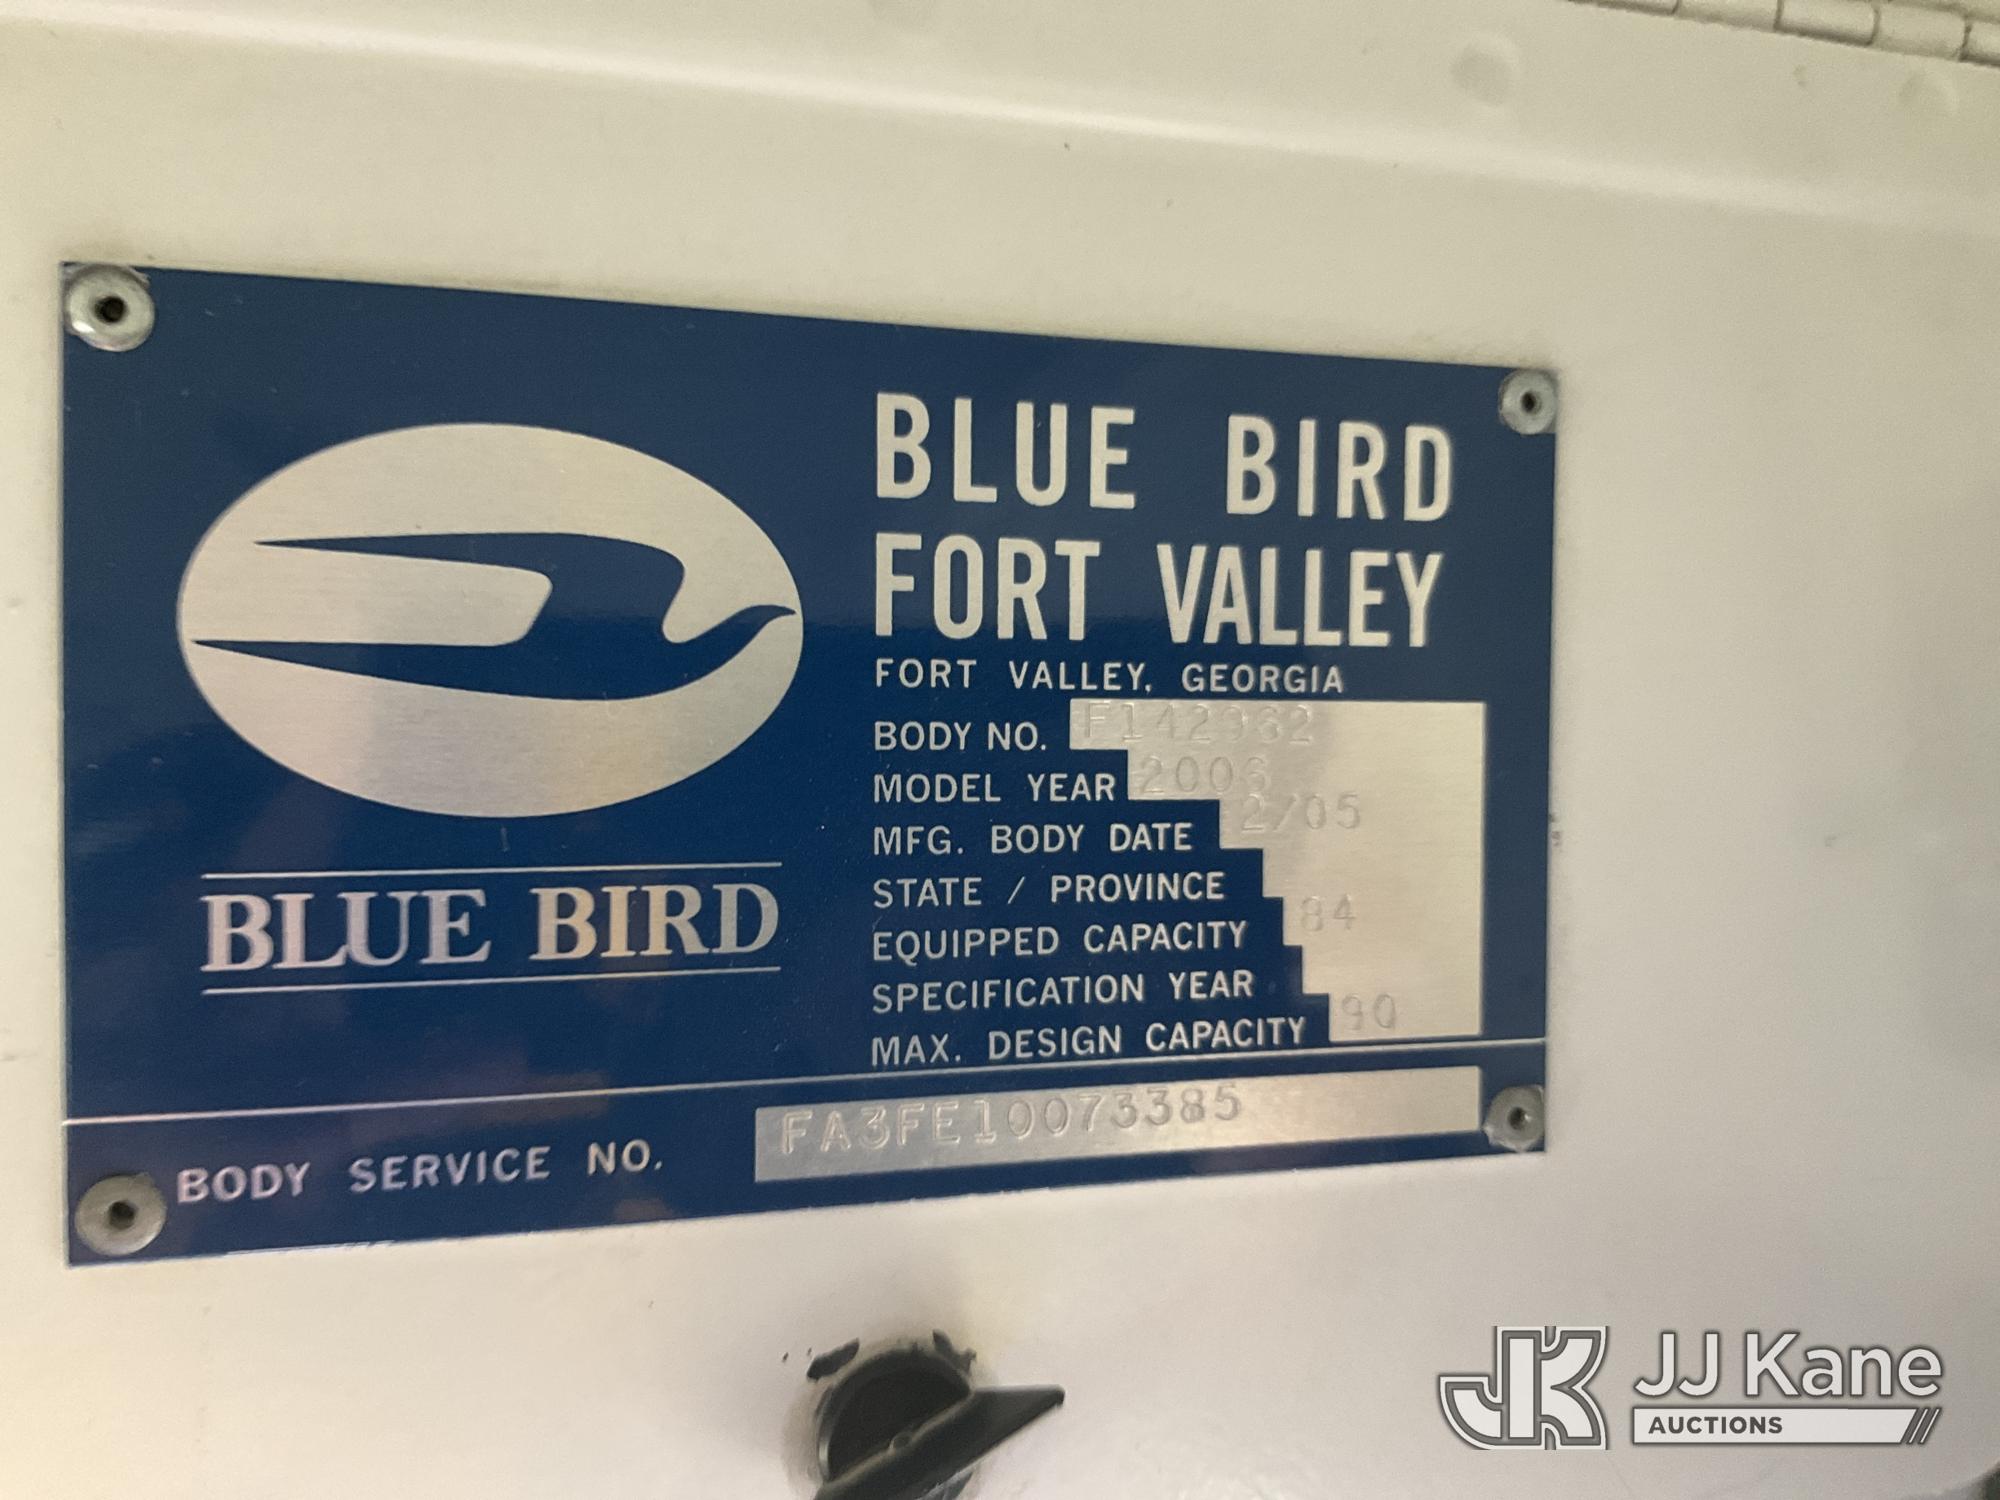 BLUE BIRD
FORT VALLEY
FORT VALLEY, GEORGIA
BODY NO. F142962
MODEL YEAR 2006
MFG. BODY DATE 2/05
STATE / PROVINCE
EQUIPPED CAPACITY 84
SPECIFICATION YEAR
MAX. DESIGN CAPACITY 90
BLUE BIRD
BODY SERVICE NO. FA3FE10073385
JK JJ Kane
AUCTIONS